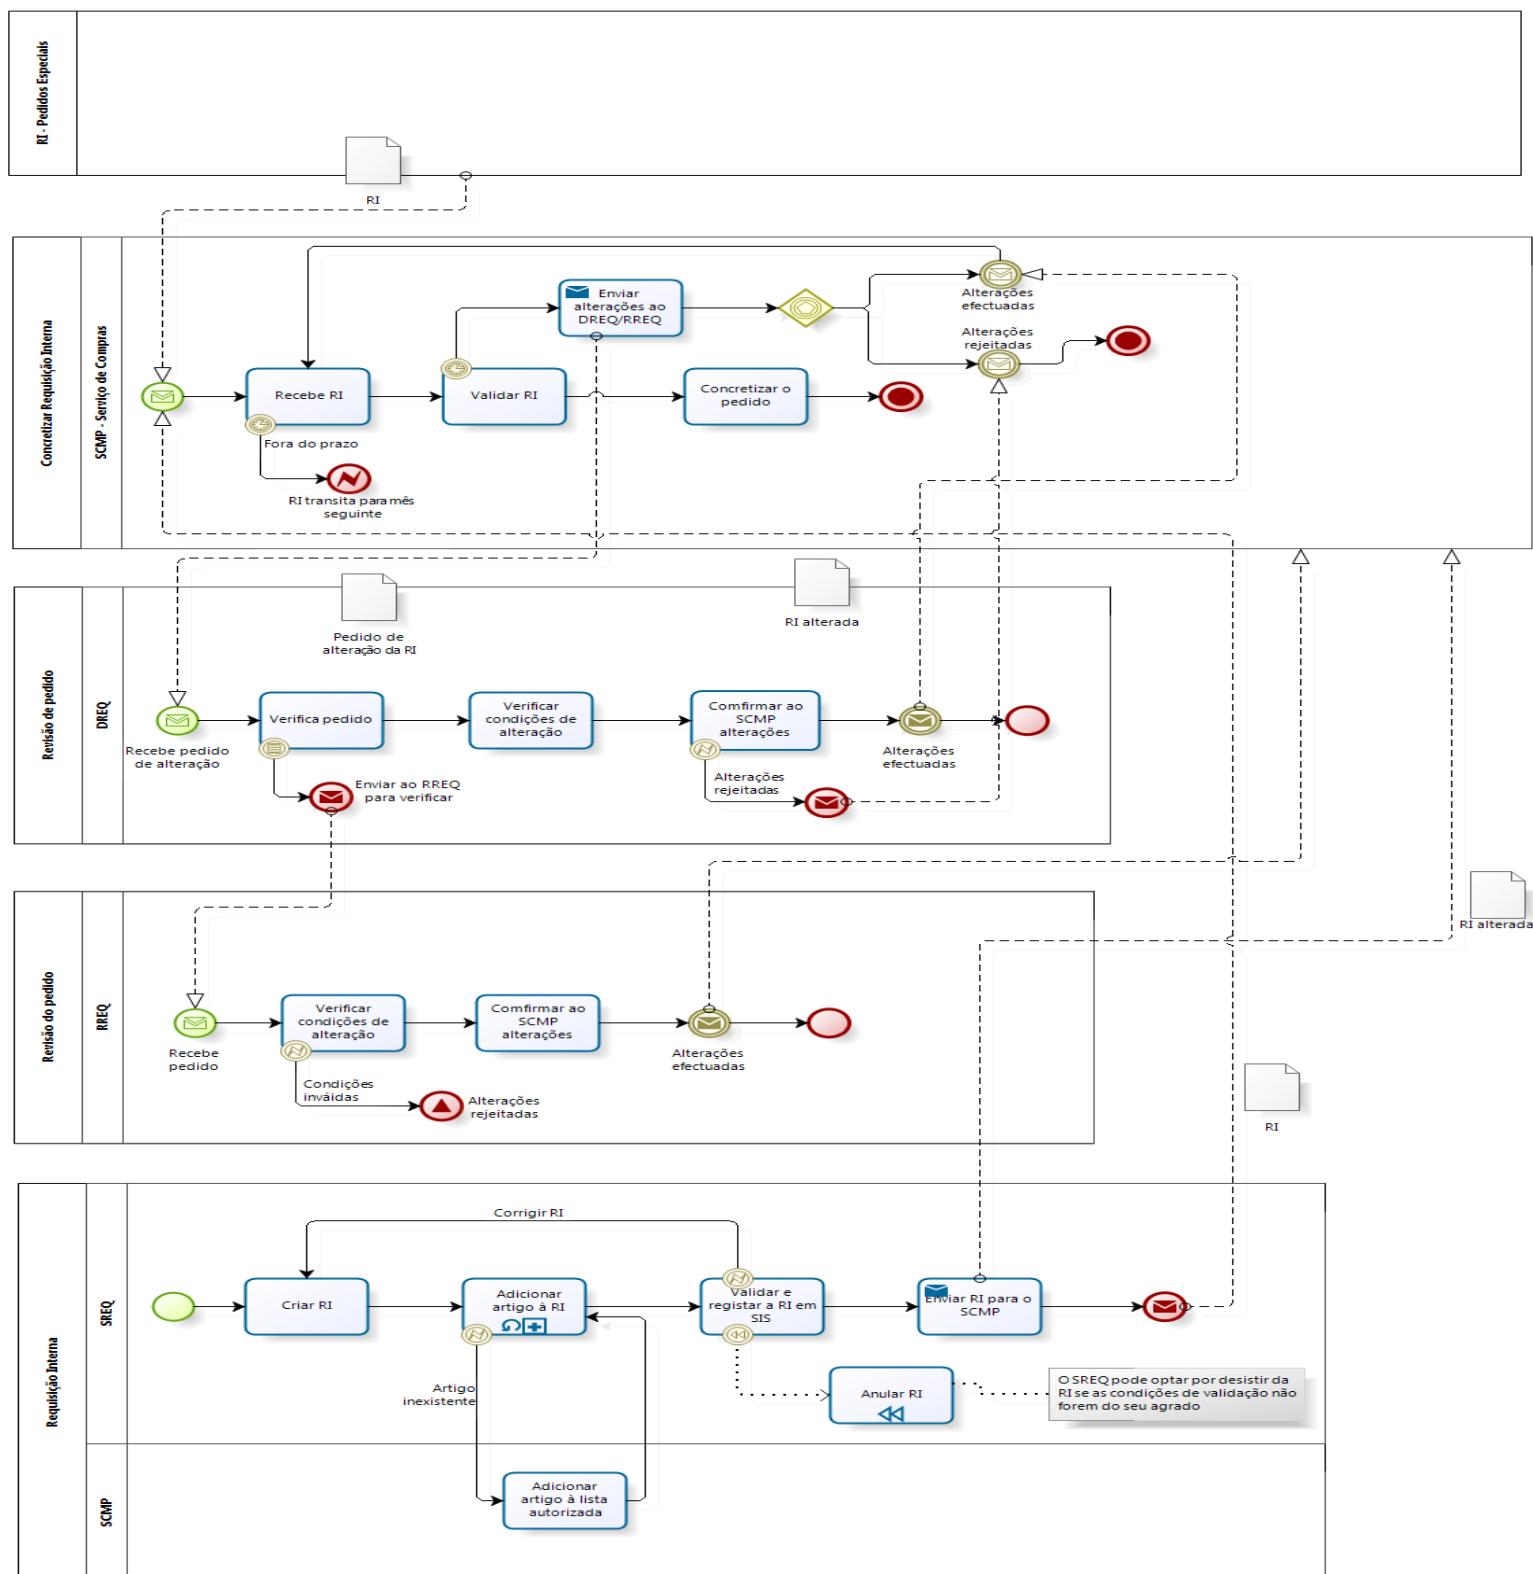 RI - Pedidos Especiais
RI
Concretizar Requisição Interna
SCMP - Serviço de Compras
Enviar
alterações ao
DREQ/RREQ
Alterações
efectuadas
Alterações
rejeitadas
Recebe RI
Validar RI
Concretizar o
pedido
Fora do prazo
RI transita para mês
seguinte
Revisão de pedido
DREQ
Pedido de
alteração da RI
RI alterada
Verifica pedido
Verificar
condições de
alteração
Comfirmar ao
SCMP
alterações
Recebe pedido
de alteração
Alterações
efectuadas
Enviar ao RREQ
para verificar
Alterações
rejeitadas
Revisão do pedido
RREQ
RI alterada
Verificar
condições de
alteração
Comfirmar ao
SCMP
alterações
Recebe
pedido
Alterações
efectuadas
Condições
inváidas
Alterações
rejeitadas
RI
Requisição Interna
SREQ
Corrigir RI
Criar RI
Adicionar
artigo à RI
Validar e
registar a RI em
SIS
Enviar RI para o
SCMP
Artigo
inexistente
Anular RI
O SREQ pode optar por desistir da
RI se as condições de validação não
forem do seu agrado
SCMP
Adicionar
artigo à lista
autorizada